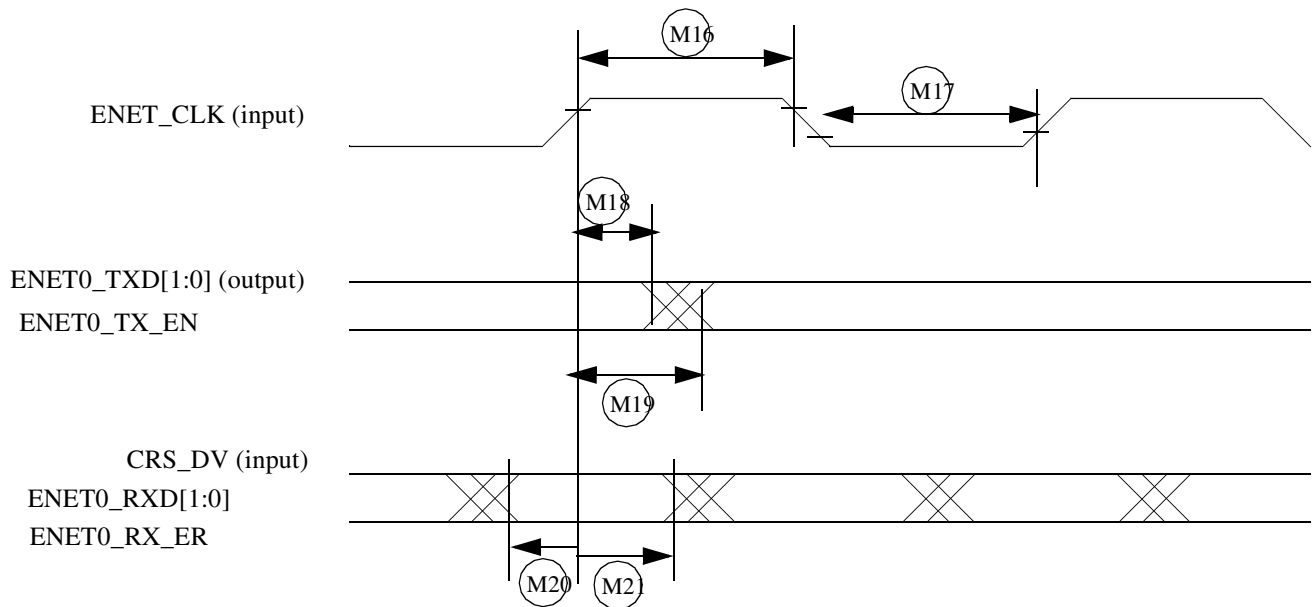 M16
M17
ENET_CLK (input)
M18
ENET0_TXD[1:0] (output)
ENET0_TX_EN
M19
CRS_DV (input)
ENET0_RXD[1:0]
ENET0_RX_ER
M20
M21